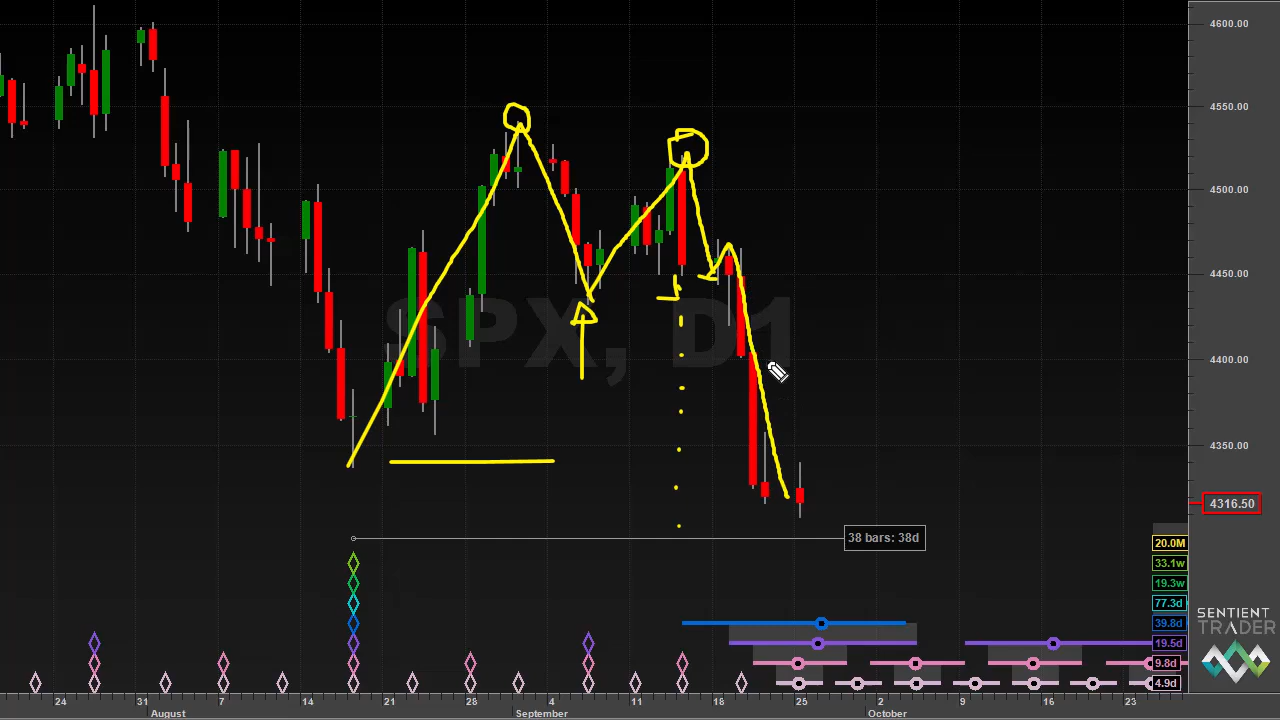 4600.00
4550.00
4500.00
4450.00
4400.00
4350.00
4316.50
SPX, D1
38 bars: 38d
20.0M
33.1w
19.3w
77.3d
39.8d
19.5d
9.8d
4.9d
SENTIENT
TRADER
24 31 7 14 21 28 4 11 18 25 2 9 16 23
August September October